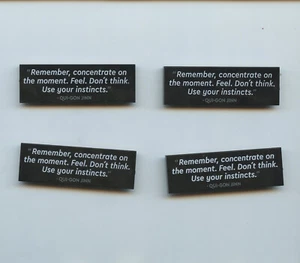 "Remember, concentrate on
the moment. Feel. Don't think.
Use your instincts."
- QUI-GON JINN
"Remember, concentrate on
the moment. Feel. Don't think.
Use your instincts."
- QUI-GON JINN
"Remember, concentrate on
the moment. Feel. Don't think.
Use your instincts."
- QUI-GON JINN
"Remember, concentrate on
the moment. Feel. Don't think.
Use your instincts."
- QUI-GON JINN